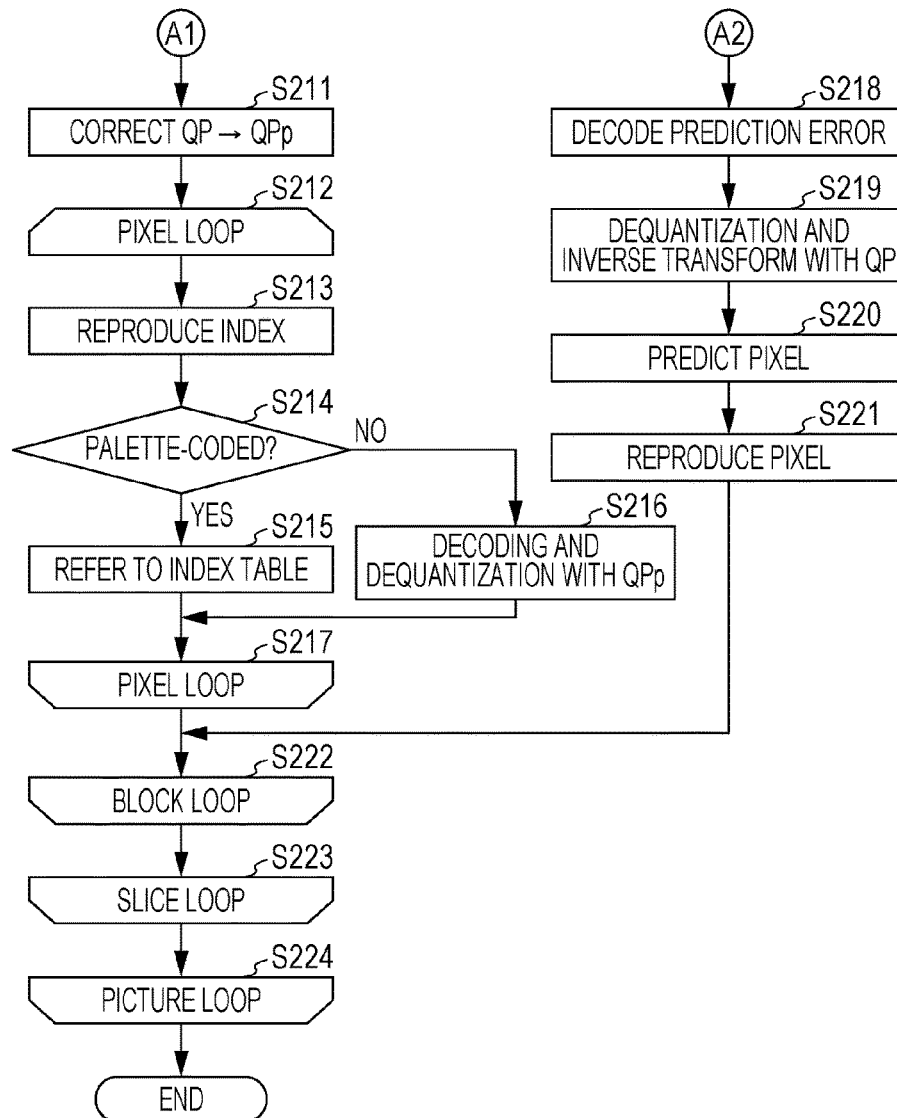 A1
S211
CORRECT QP → QPp
S212
PIXEL LOOP
S213
REPRODUCE INDEX
S214
PALETTE-CODED?
NO
YES
S215
REFER TO INDEX TABLE
S216
DECODING AND
DEQUANTIZATION WITH QPp
S217
PIXEL LOOP
A2
S218
DECODE PREDICTION ERROR
S219
DEQUANTIZATION AND
INVERSE TRANSFORM WITH QP
S220
PREDICT PIXEL
S221
REPRODUCE PIXEL
S222
BLOCK LOOP
S223
SLICE LOOP
S224
PICTURE LOOP
END